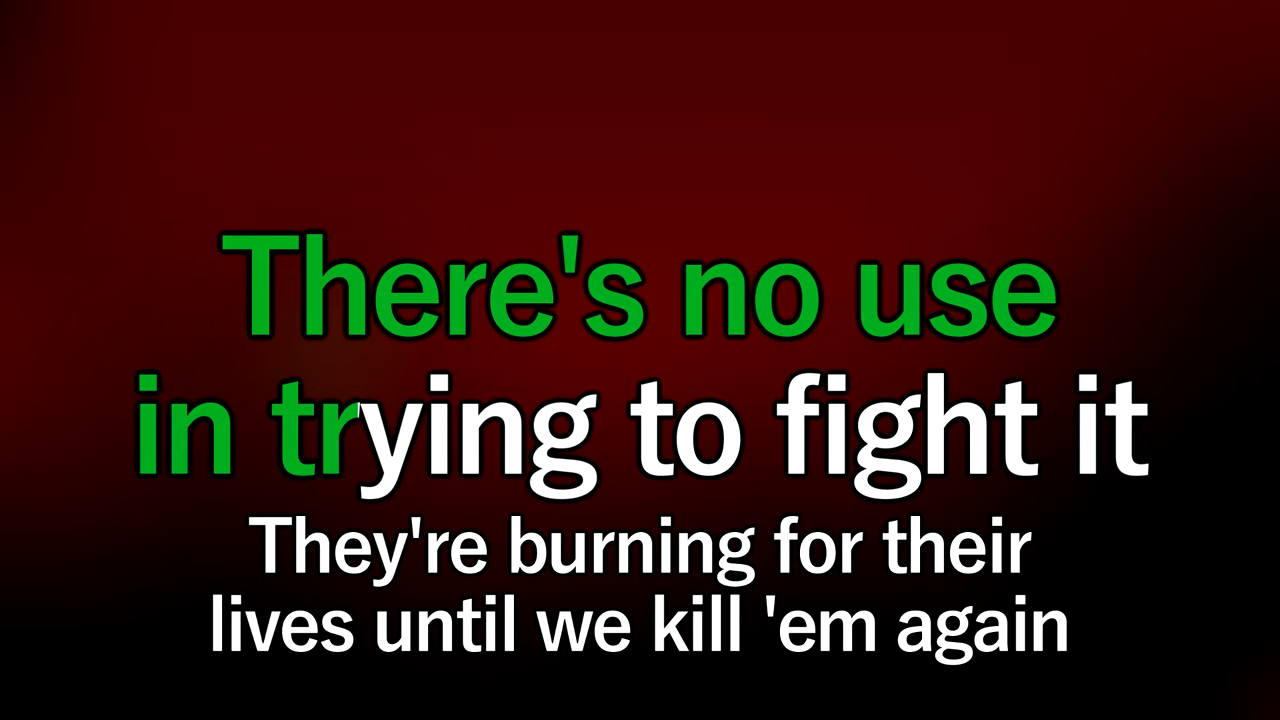 There's no use
in trying to fight it
They're burning for their
lives until we kill 'em again